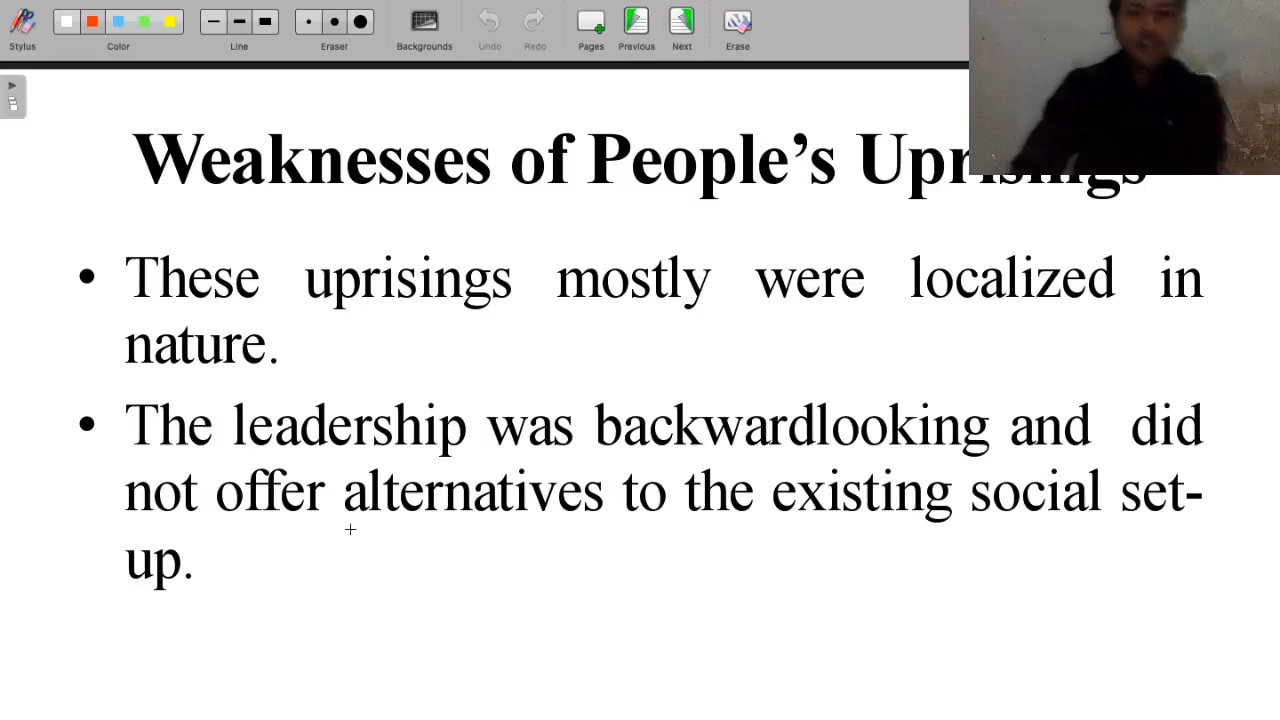 Stylus Color Line Eraser Backgrounds Undo Redo Pages Previous Next Erase
Weaknesses of People's Uprisings
• These uprisings mostly were localized in
nature.
• The leadership was backwardlooking and did
not offer alternatives to the existing social set-
up.